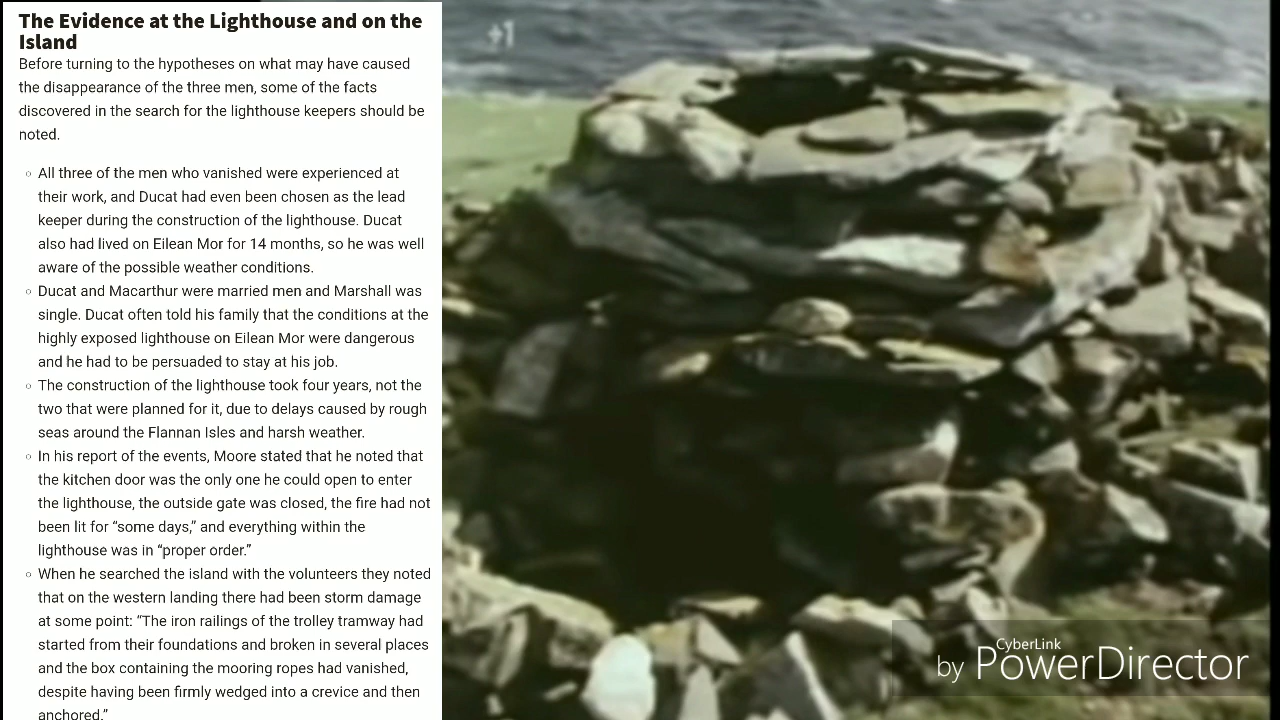 The Evidence at the Lighthouse and on the
Island
Before turning to the hypotheses on what may have caused
the disappearance of the three men, some of the facts
discovered in the search for the lighthouse keepers should be
noted.
○ All three of the men who vanished were experienced at
their work, and Ducat had even been chosen as the lead
keeper during the construction of the lighthouse. Ducat
also had lived on Eilean Mor for 14 months, so he was well
aware of the possible weather conditions.
○ Ducat and Macarthur were married men and Marshall was
single. Ducat often told his family that the conditions at the
highly exposed lighthouse on Eilean Mor were dangerous
and he had to be persuaded to stay at his job.
○ The construction of the lighthouse took four years, not the
two that were planned for it, due to delays caused by rough
seas around the Flannan Isles and harsh weather.
○ In his report of the events, Moore stated that he noted that
the kitchen door was the only one he could open to enter
the lighthouse, the outside gate was closed, the fire had not
been lit for “some days,” and everything within the
lighthouse was in “proper order.”
○ When he searched the island with the volunteers they noted
that on the western landing there had been storm damage
at some point: “The iron railings of the trolley tramway had
started from their foundations and broken in several places
and the box containing the mooring ropes had vanished,
despite having been firmly wedged into a crevice and then
anchored.”
+1
CyberLink
by PowerDirector